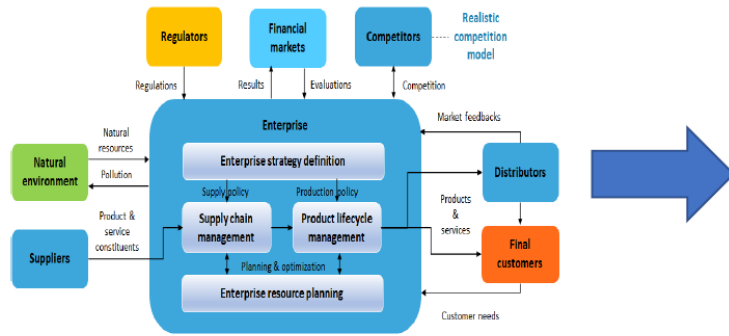 Regulators
Financial
markets
Competitors
Realistic
competition
model
Regulations
Results
Evaluations
Competition
Enterprise
Market feedbacks
Natural
resources
Natural
environment
Pollution
Enterprise strategy definition
Distributors
Supply policy
Production policy
Product &
service
constituents
Supply chain
management
Product lifecycle
management
Products
&
services
Suppliers
Final
customers
Planning & optimization
Enterprise resource planning
Customer needs